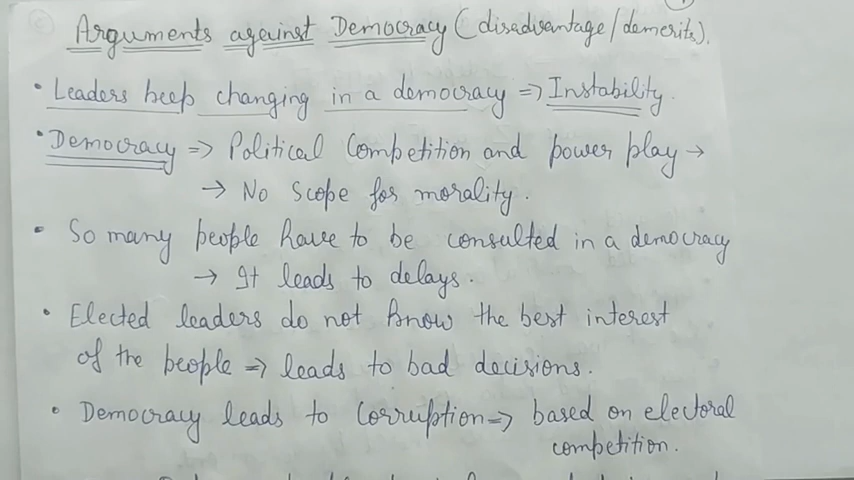 Arguments against Democracy (disadvantage/demerits).
• Leaders keep changing in a democracy => Instability.
• Democracy => Political Competition and power play →
→ No scope for morality.
• So many people have to be consulted in a democracy
→ It leads to delays.
• Elected leaders do not know the best interest
of the people => leads to bad decisions.
• Democracy leads to Corruption => based on electoral
competition.